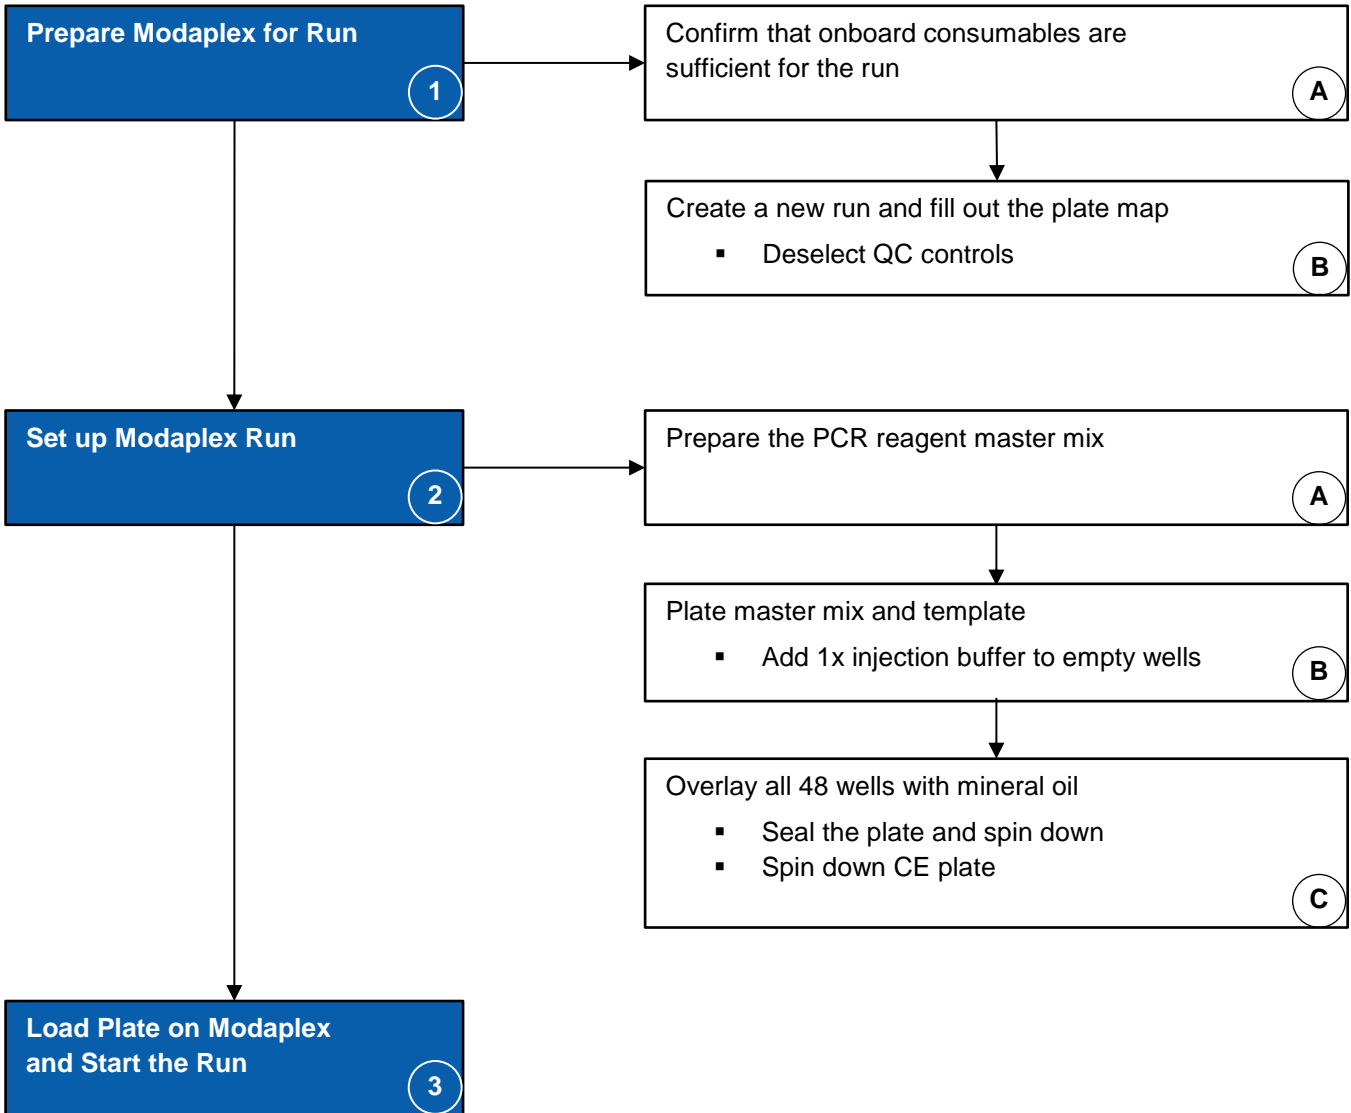 Prepare Modaplex for Run
1
Confirm that onboard consumables are
sufficient for the run
A
Create a new run and fill out the plate map
▪ Deselect QC controls
B
Set up Modaplex Run
2
Prepare the PCR reagent master mix
A
Plate master mix and template
▪ Add 1x injection buffer to empty wells
B
Overlay all 48 wells with mineral oil
▪ Seal the plate and spin down
▪ Spin down CE plate
C
Load Plate on Modaplex
and Start the Run
3